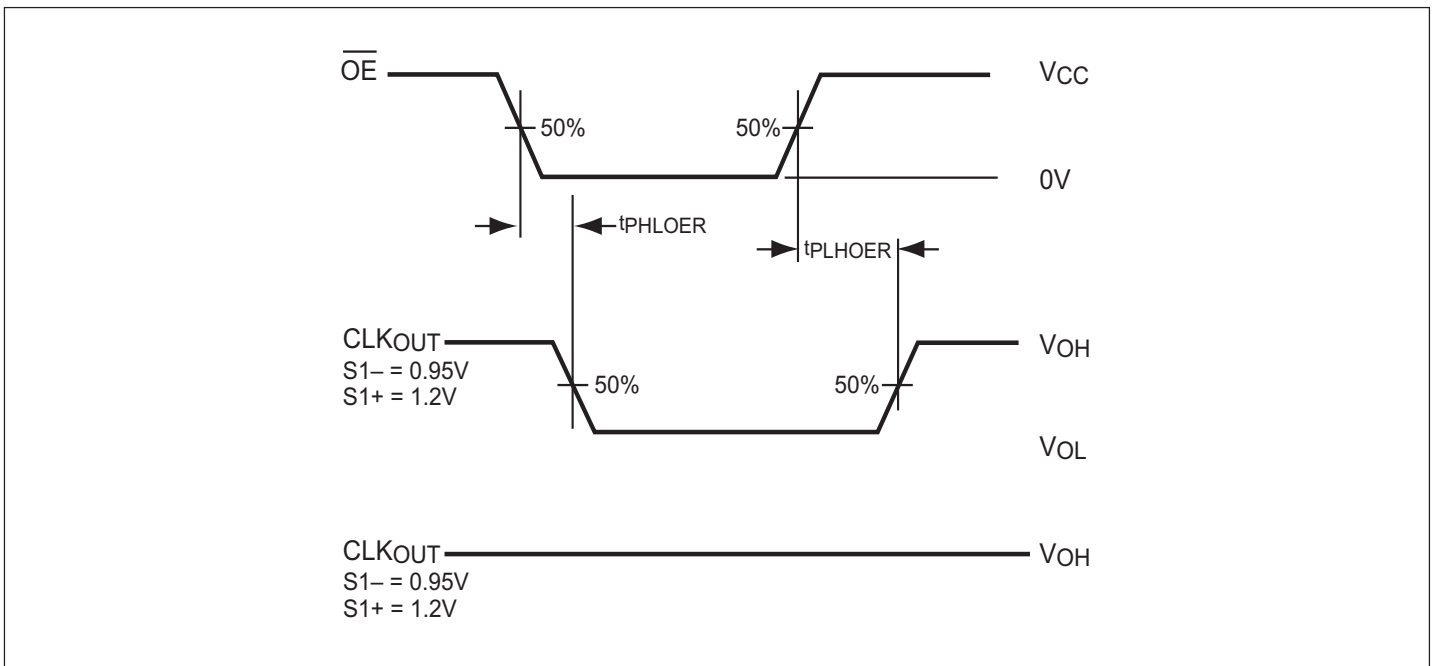 O̅E̅ VCC
50% 50%
0V
tPHLOER
tPLHOER
CLKOUT VOH
S1– = 0.95V
S1+ = 1.2V
50% 50%
VOL
CLKOUT VOH
S1– = 0.95V
S1+ = 1.2V